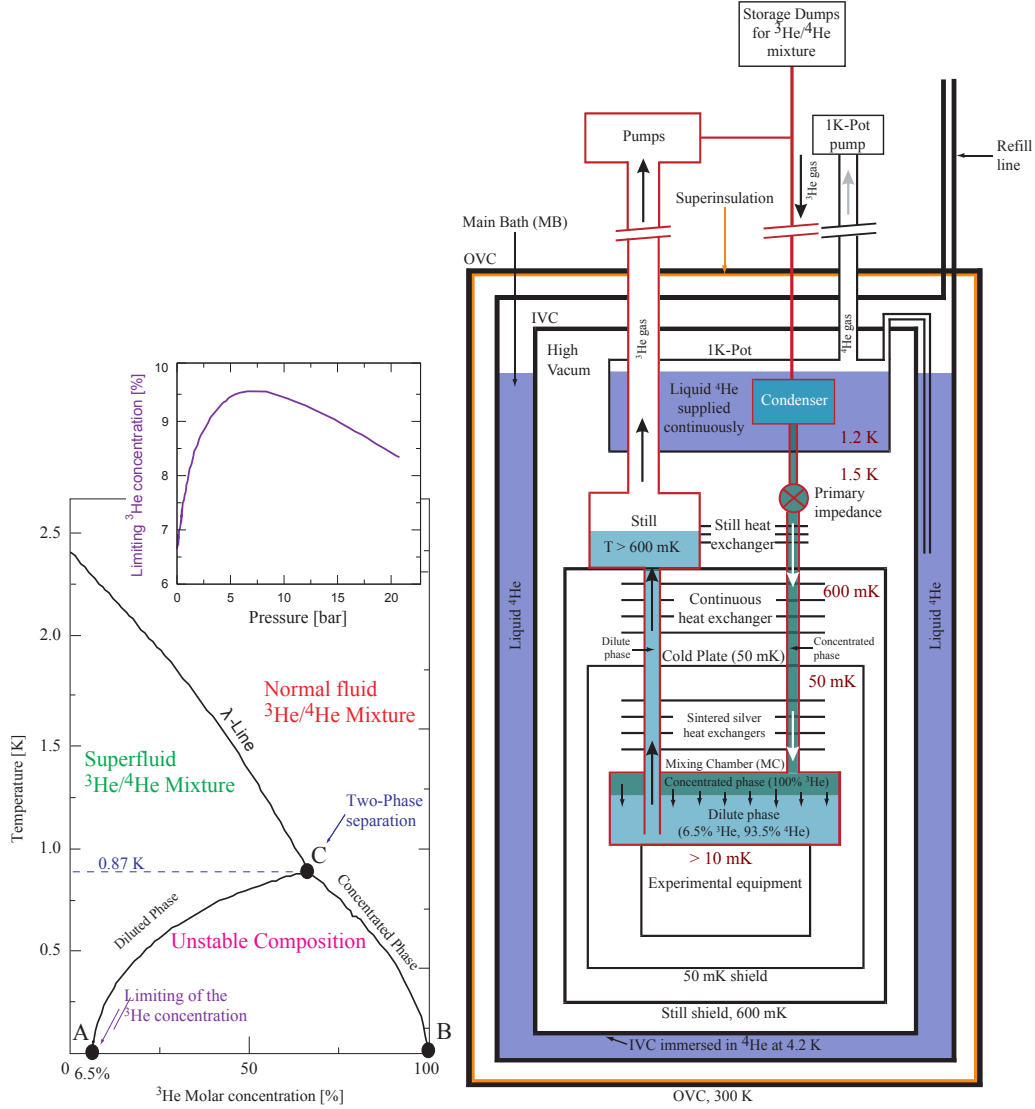 Storage Dumps
for ³He/⁴He
mixture
Pumps
1K-Pot
pump
Refill
line
³He gas
Superinsulation
Main Bath (MB)
OVC
IVC
High
Vacum
³He gas
⁴He gas
1K-Pot
Liquid ⁴He
supplied
continuously
Condenser
1.2 K
1.5 K
Primary
impedance
Still
T > 600 mK
Still heat
exchanger
600 mK
Continuous
heat exchanger
Liquid ⁴He
Liquid ⁴He
Dilute
phase
Concentrated
phase
Cold Plate (50 mK)
50 mK
Sintered silver
heat exchangers
Mixing Chamber (MC)
Concentrated phase (100% ³He)
Dilute phase
(6.5% ³He, 93.5% ⁴He)
> 10 mK
Experimental equipment
50 mK shield
Still shield, 600 mK
IVC immersed in ⁴He at 4.2 K
OVC, 300 K
Limiting ³He concentration [%]
10
9
8
7
6
0
5
10
15
20
Pressure [bar]
Temperature [K]
2.5
2.0
1.5
1.0
0.5
0
50
100
6.5%
³He Molar concentration [%]
λ-Line
Normal fluid
³He/⁴He Mixture
Superfluid
³He/⁴He Mixture
Two-Phase
separation
0.87 K
C
Diluted Phase
Concentrated Phase
Unstable Composition
Limiting of the
³He concentration
A
B